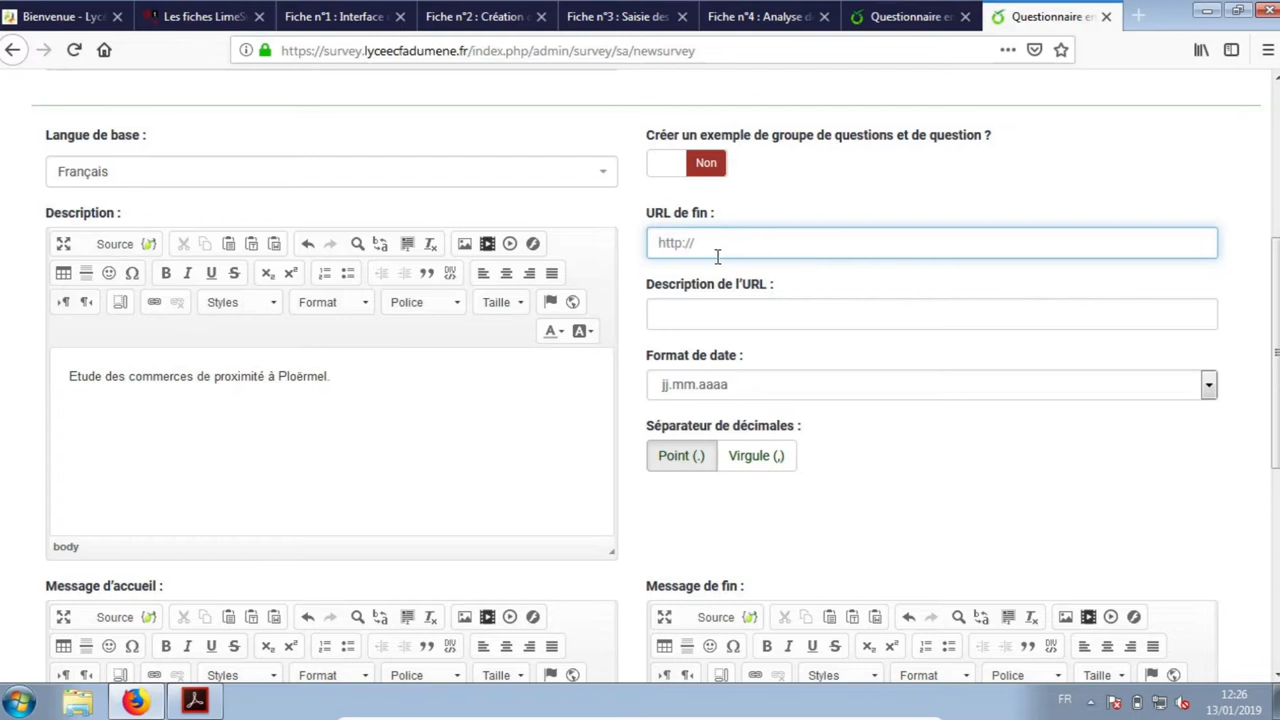 Bienvenue - Lyc
Les fiches LimeS
Fiche n°1 : Interface
Fiche n°2 : Création
Fiche n°3 : Saisie des
Fiche n°4 : Analyse d
Questionnaire e
Questionnaire e
https://survey.lyceecfadumene.fr/index.php/admin/survey/sa/newsurvey
Langue de base :
Français
Créer un exemple de groupe de questions et de question ?
Non
Description :
URL de fin :
http://
Source
Styles
Format
Police
Taille
Description de l'URL :
Etude des commerces de proximité à Ploërmel.
Format de date :
jj.mm.aaaa
Séparateur de décimales :
Point (.)
Virgule (,)
body
Message d'accueil :
Message de fin :
Source
Source
Styles
Format
Police
Taille
Styles
Format
Police
Taille
FR
12:26
13/01/2019